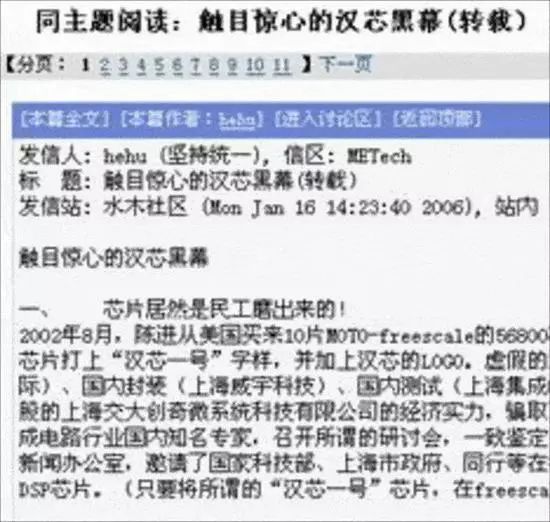 同主题阅读：触目惊心的汉芯黑幕(转载)
【分页： 1 2 3 4 5 6 7 8 9 10 11 】下一页
[本篇全文] [本篇作者：hehu] [进入讨论区] [返回顶部]
发信人: hehu (坚持统一), 信区: METech
标 题: 触目惊心的汉芯黑幕(转载)
发信站: 水木社区 (Mon Jan 16 14:23:40 2006), 站内
触目惊心的汉芯黑幕
一、 芯片居然是民工磨出来的!
2002年8月，陈进从美国买来10片MOTO-freescale的56800
芯片打上“汉芯一号”字样，并加上汉芯的LOGO。虚假的
际）、国内封装（上海威宇科技）、国内测试（上海集成
股的上海交大创奇微系统科技有限公司的经济实力，骗取
成电路行业国内知名专家，召开所谓的研讨会，一致鉴定
新闻办公室，邀请了国家科技部、上海市政府、同行等在
DSP芯片。（只要将所谓的“汉芯一号”芯片，在freesca